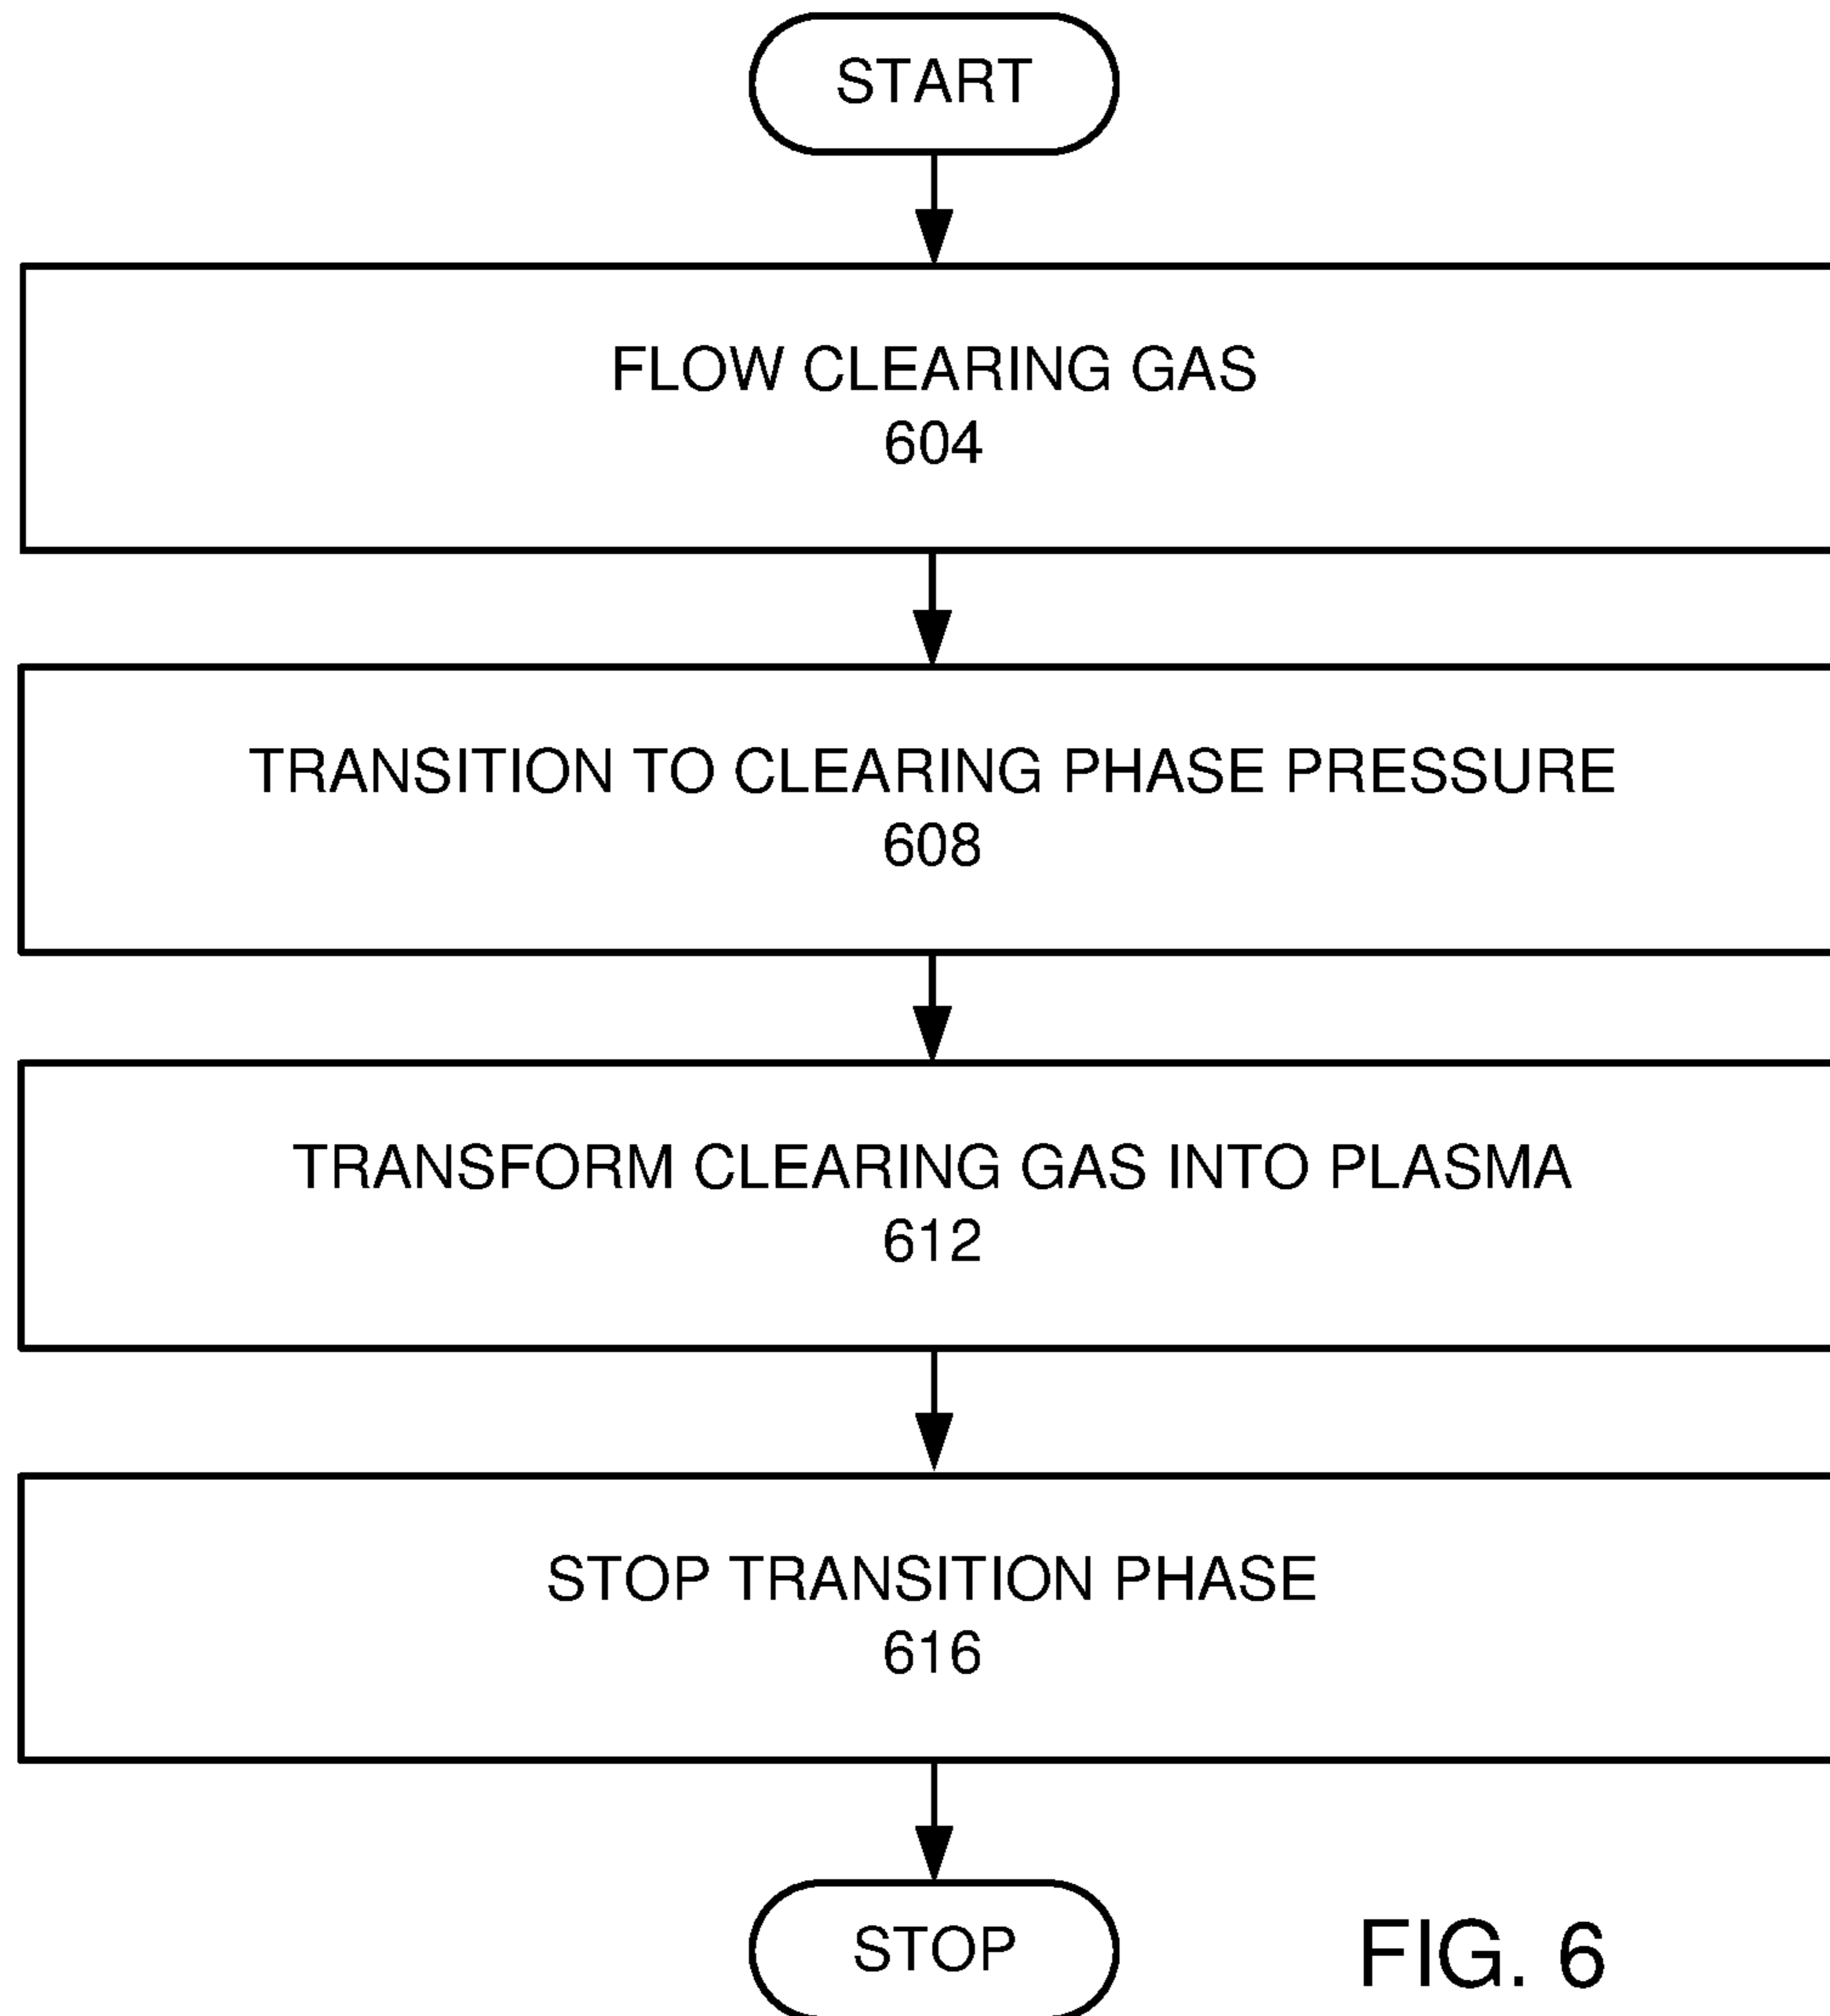 START
FLOW CLEARING GAS
604
TRANSITION TO CLEARING PHASE PRESSURE
608
TRANSFORM CLEARING GAS INTO PLASMA
612
STOP TRANSITION PHASE
616
STOP
FIG. 6